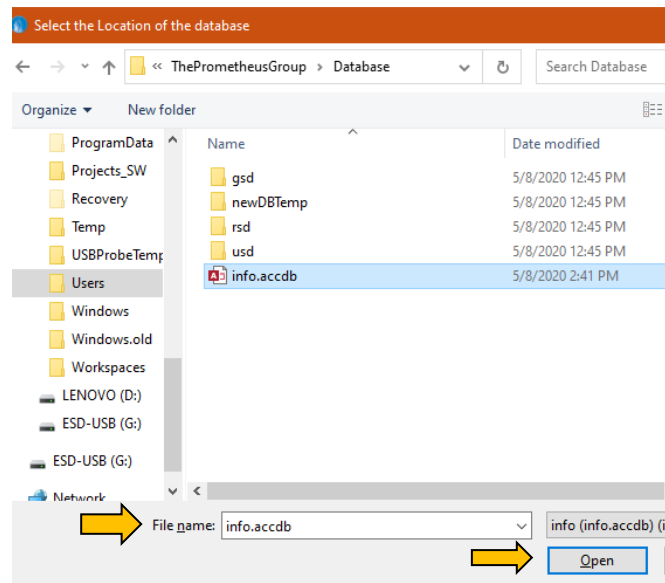 Select the Location of the database
« ThePrometheusGroup > Database
Search Database
Organize
New folder
Name
Date modified
ProgramData
Projects_SW
Recovery
Temp
USBProbeTemp
Users
Windows
Windows.old
Workspaces
LENOVO (D:)
ESD-USB (G:)
ESD-USB (G:)
Network
gsd 5/8/2020 12:45 PM
newDBTemp 5/8/2020 12:45 PM
rsd 5/8/2020 12:45 PM
usd 5/8/2020 12:45 PM
info.accdb 5/8/2020 2:41 PM
File name: info.accdb
info (info.accdb) (i
Open